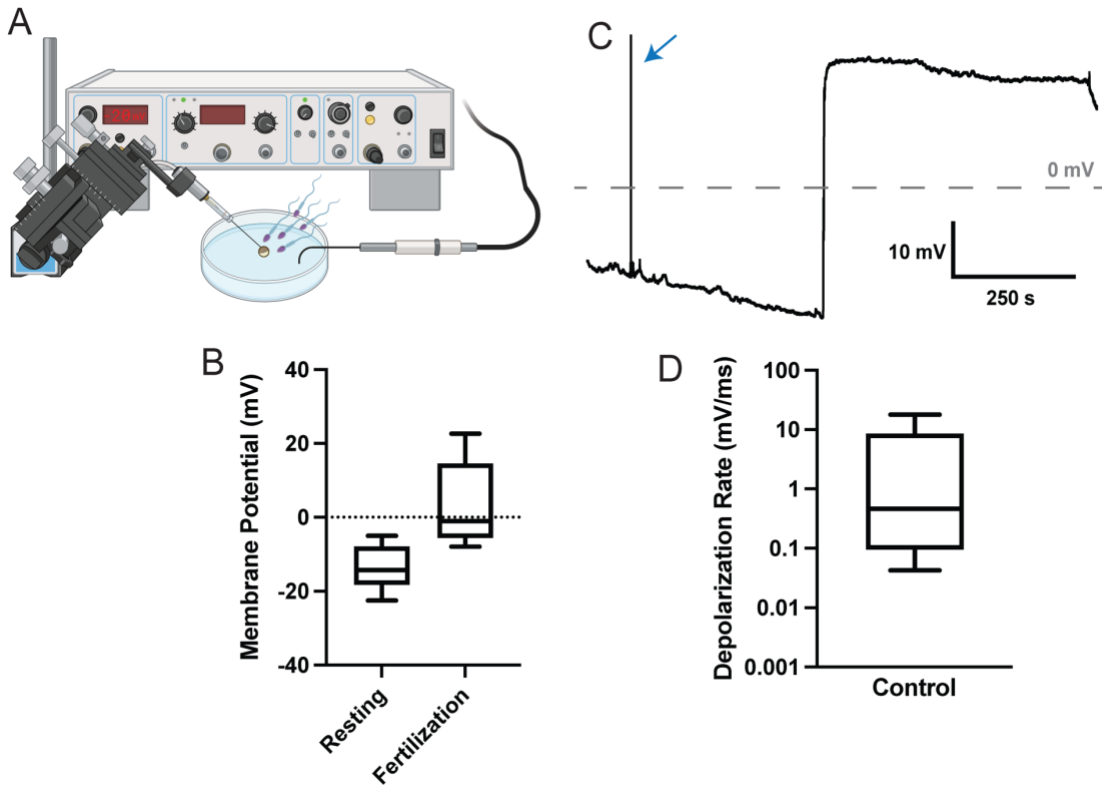 A
C
0 mV
10 mV
250 s
B
Membrane Potential (mV)
40
20
0
-20
-40
Resting
Fertilization
D
Depolarization Rate (mV/ms)
100
10
1
0.1
0.01
0.001
Control